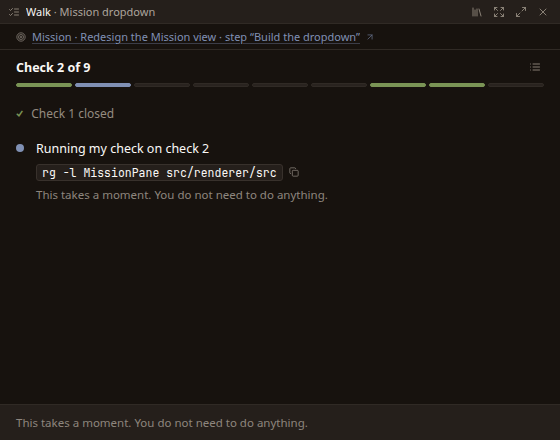 Walk · Mission dropdown
Mission · Redesign the Mission view · step “Build the dropdown”
Check 2 of 9
Check 1 closed
Running my check on check 2
rg -l MissionPane src/renderer/src
This takes a moment. You do not need to do anything.
This takes a moment. You do not need to do anything.